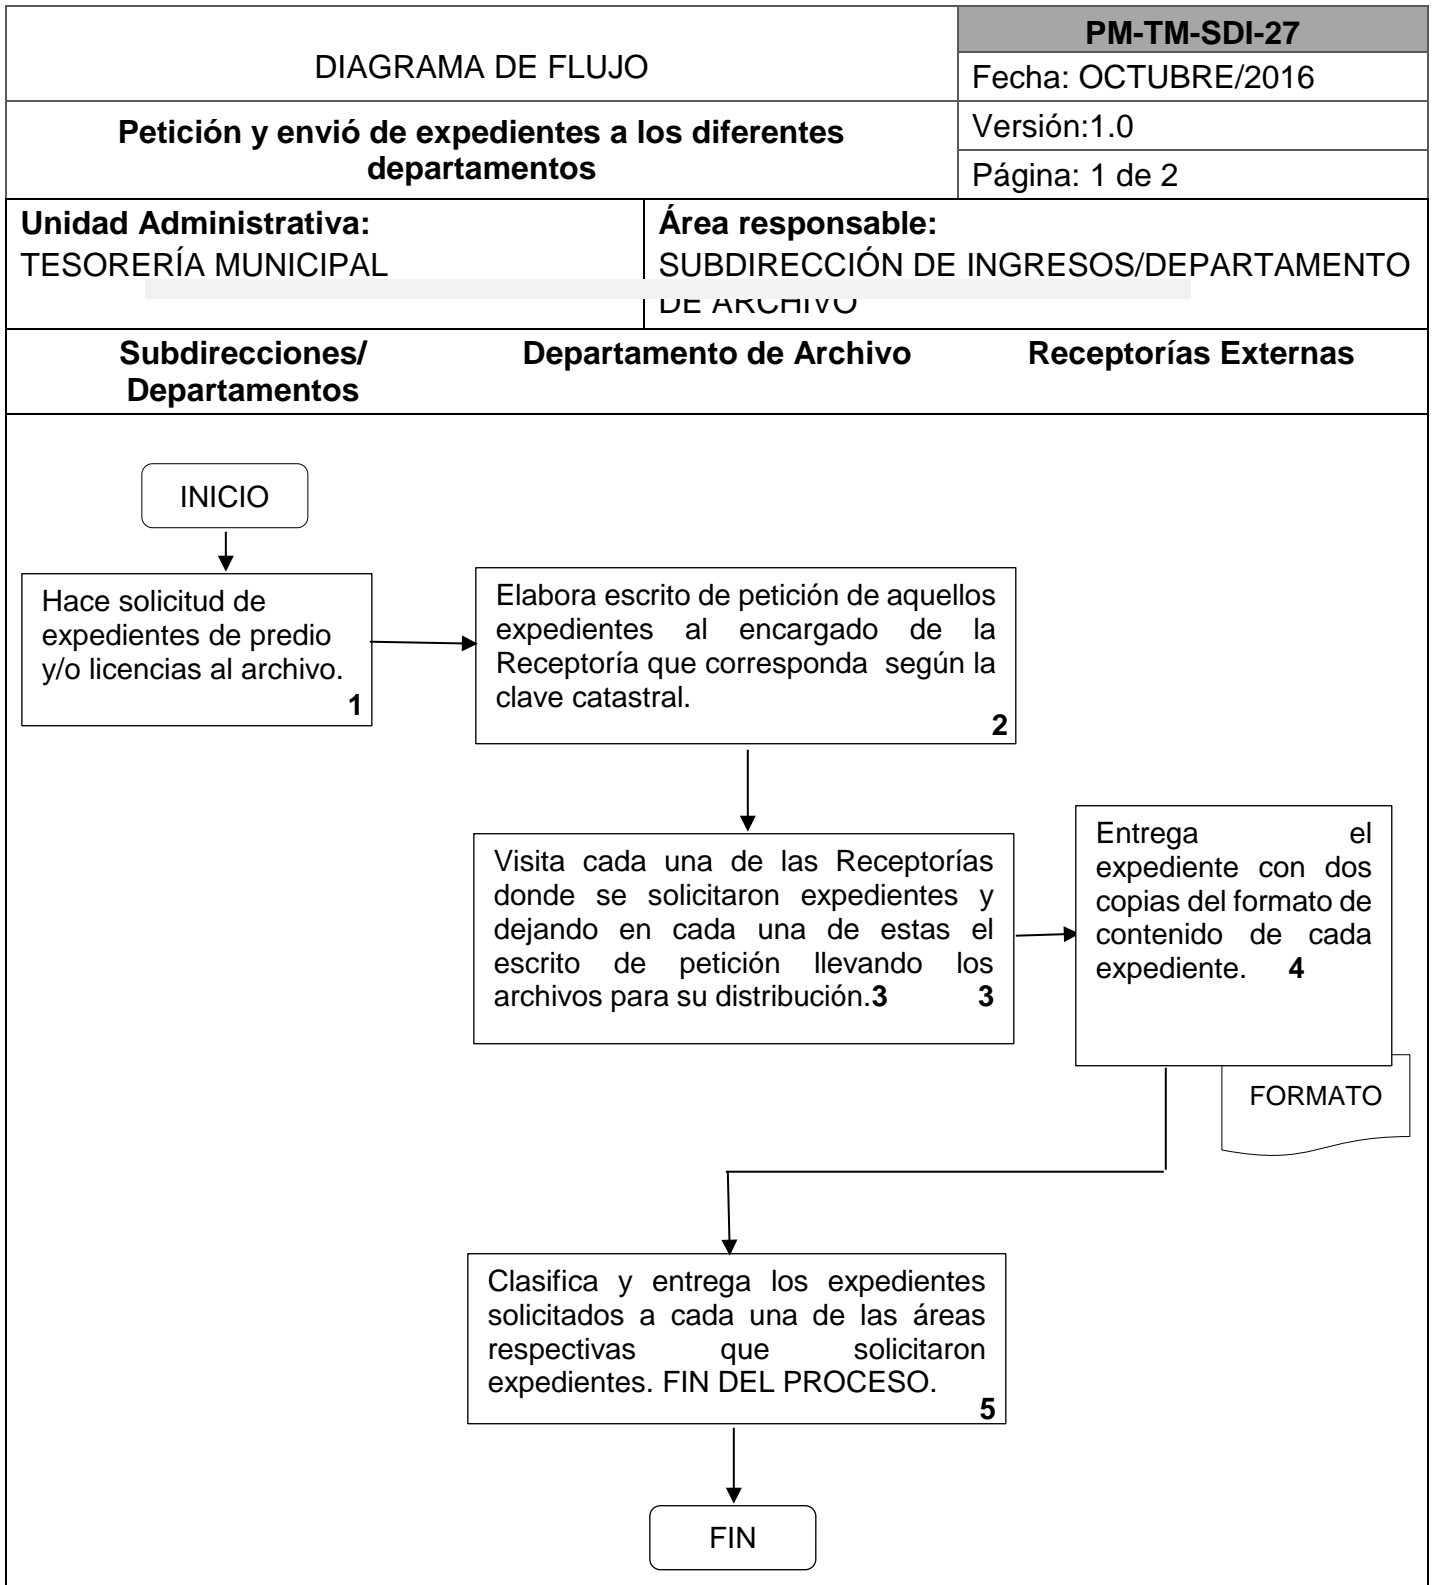 DIAGRAMA DE FLUJO
PM-TM-SDI-27
Fecha: OCTUBRE/2016
Petición y envió de expedientes a los diferentes
departamentos
Versión:1.0
Página: 1 de 2
Unidad Administrativa:
TESORERÍA MUNICIPAL
Área responsable:
SUBDIRECCIÓN DE INGRESOS/DEPARTAMENTO
DE ARCHIVO
Subdirecciones/
Departamentos
Departamento de Archivo
Receptorías Externas
INICIO
Hace solicitud de
expedientes de predio
y/o licencias al archivo.
1
Elabora escrito de petición de aquellos
expedientes al encargado de la
Receptoría que corresponda según la
clave catastral.
2
Visita cada una de las Receptorías
donde se solicitaron expedientes y
dejando en cada una de estas el
escrito de petición llevando los
archivos para su distribución.3 3
Entrega el
expediente con dos
copias del formato de
contenido de cada
expediente. 4
FORMATO
Clasifica y entrega los expedientes
solicitados a cada una de las áreas
respectivas que solicitaron
expedientes. FIN DEL PROCESO.
5
FIN